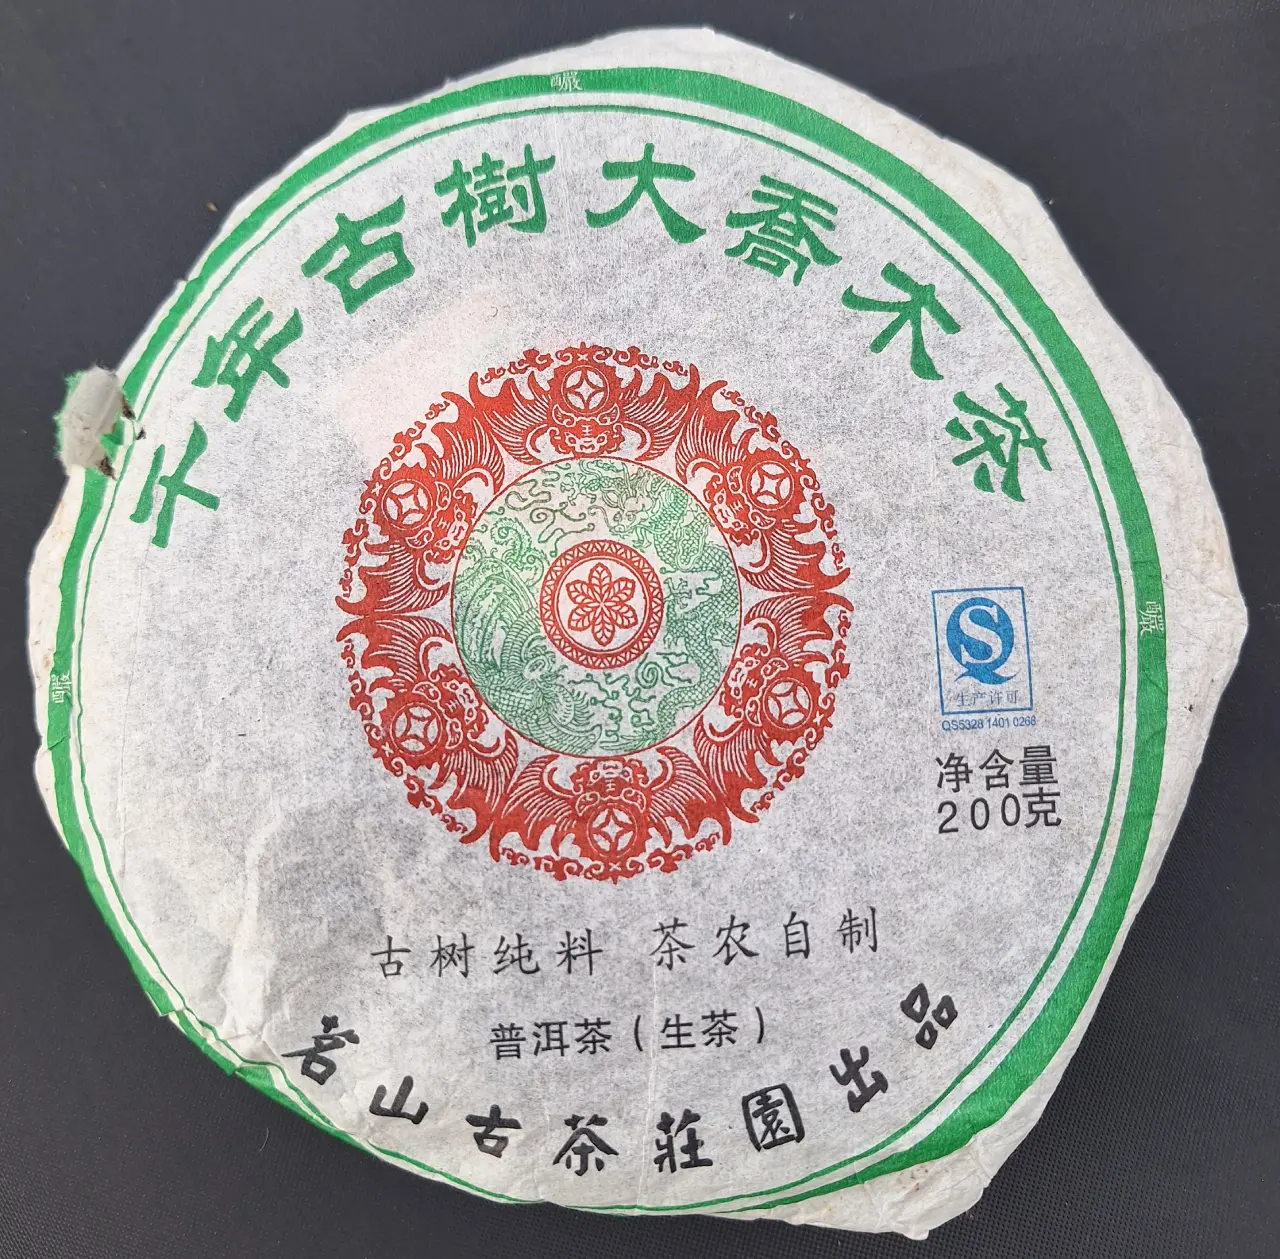 千年古樹大喬木茶
生产许可
QS5328 1401 0268
净含量
200克
古树纯料 茶农自制
普洱茶(生茶)
茗山古茶莊園出品